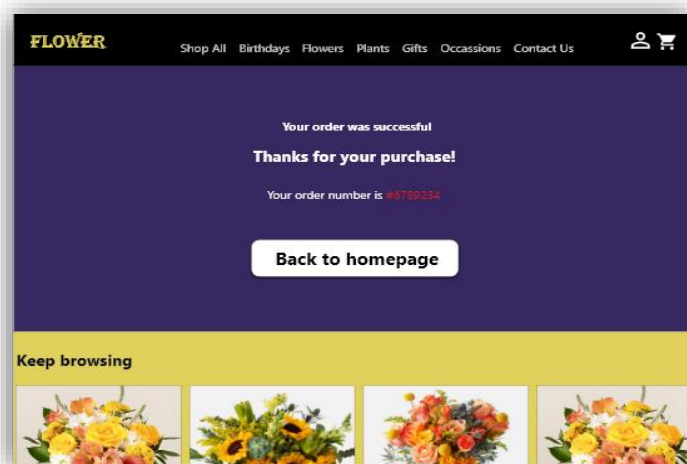 FLOWER
Shop All Birthdays Flowers Plants Gifts Occassions Contact Us
Your order was successful
Thanks for your purchase!
Your order number is #6789234
Back to homepage
Keep browsing